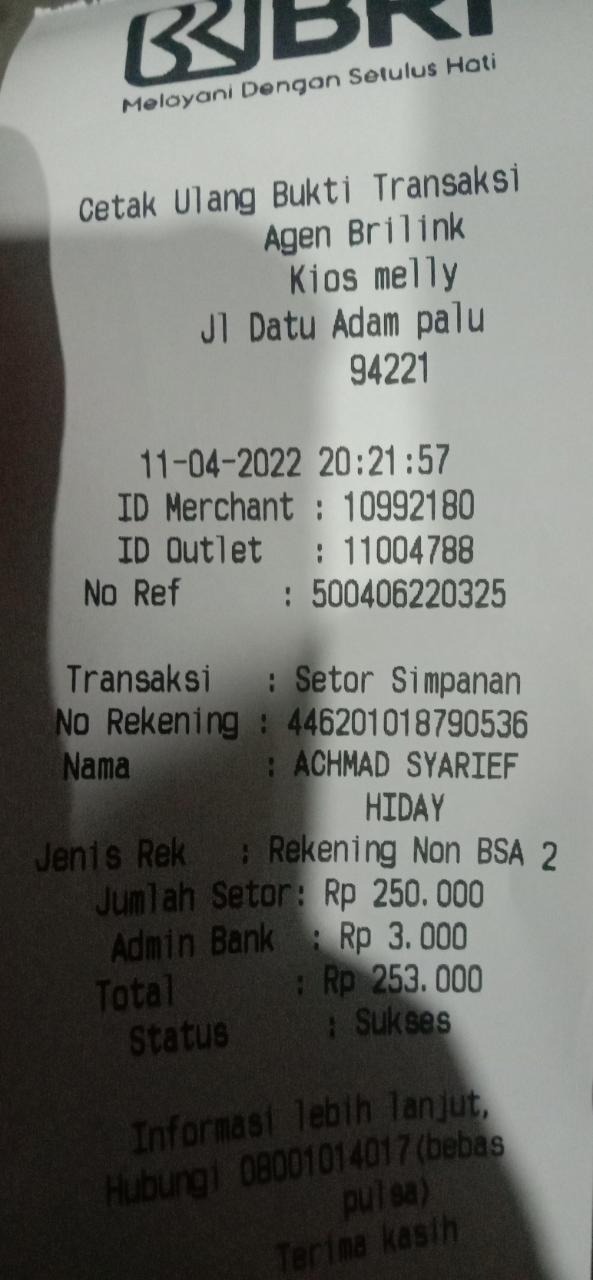 BRI
Melayani Dengan Setulus Hati
Cetak Ulang Bukti Transaksi
Agen Brilink
Kios melly
Jl Datu Adam palu
94221
11-04-2022 20:21:57
ID Merchant : 10992180
ID Outlet : 11004788
No Ref : 500406220325
Transaksi : Setor Simpanan
No Rekening : 446201018790536
Nama : ACHMAD SYARIEF
HIDAY
Jenis Rek : Rekening Non BSA 2
Jumlah Setor: Rp 250.000
Admin Bank : Rp 3.000
Total : Rp 253.000
Status : Sukses
Informasi lebih lanjut,
Hubungi 08001014017(bebas
pulsa)
Terima kasih